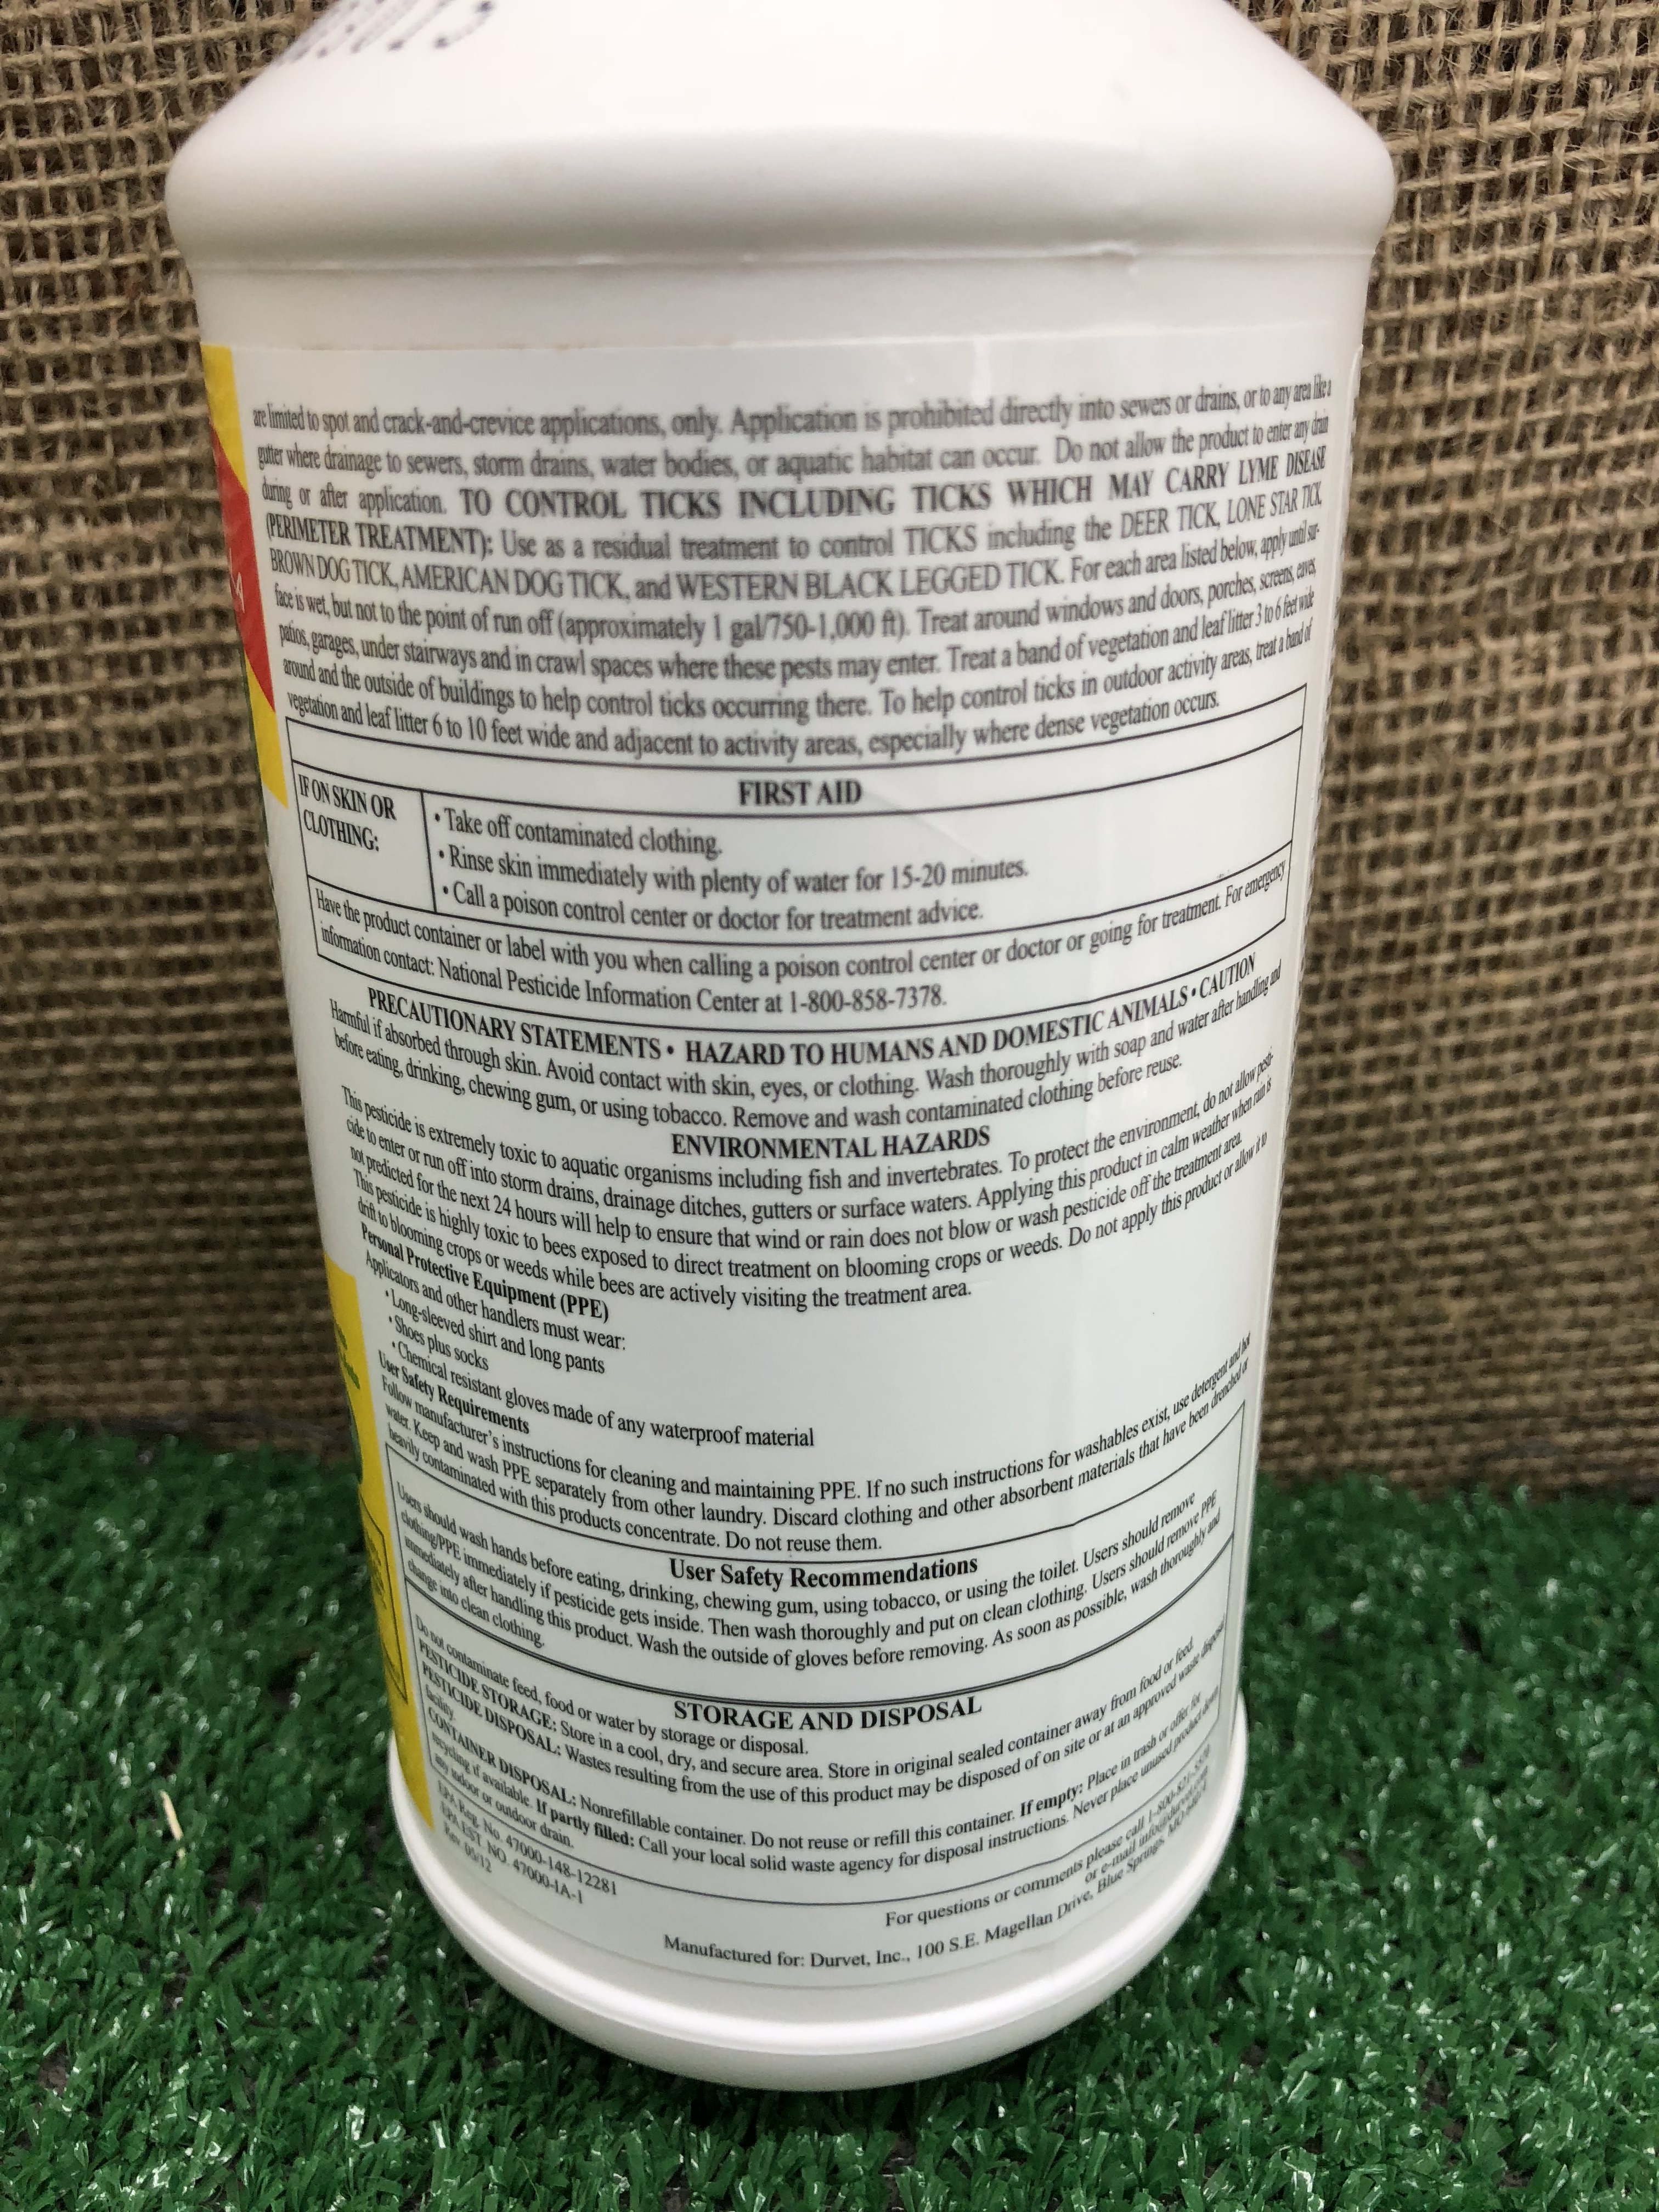 are limited to spot and crack-and-crevice applications, only. Application is prohibited directly into sewers or drains, or to any area like a
gutter where drainage to sewers, storm drains, water bodies, or aquatic habitat can occur. Do not allow the product to enter any drain
during or after application. TO CONTROL TICKS INCLUDING TICKS WHICH MAY CARRY LYME DISEASE
(PERIMETER TREATMENT): Use as a residual treatment to control TICKS including the DEER TICK, LONE STAR TICK,
BROWN DOG TICK, AMERICAN DOG TICK, and WESTERN BLACK LEGGED TICK. For each area listed below, apply until sur-
face is wet, but not to the point of run off (approximately 1 gal/750-1,000 ft). Treat around windows and doors, porches, screens, eaves,
patios, garages, under stairways and in crawl spaces where these pests may enter. Treat a band of vegetation and leaf litter 3 to 6 feet wide
around and the outside of buildings to help control ticks occurring there. To help control ticks in outdoor activity areas, treat a band of
vegetation and leaf litter 6 to 10 feet wide and adjacent to activity areas, especially where dense vegetation occurs.
FIRST AID
IF ON SKIN OR
CLOTHING:
• Take off contaminated clothing.
• Rinse skin immediately with plenty of water for 15-20 minutes.
• Call a poison control center or doctor for treatment advice.
Have the product container or label with you when calling a poison control center or doctor or going for treatment. For emergency
information contact: National Pesticide Information Center at 1-800-858-7378.
PRECAUTIONARY STATEMENTS • HAZARD TO HUMANS AND DOMESTIC ANIMALS • CAUTION
Harmful if absorbed through skin. Avoid contact with skin, eyes, or clothing. Wash thoroughly with soap and water after handling and
before eating, drinking, chewing gum, or using tobacco. Remove and wash contaminated clothing before reuse.
ENVIRONMENTAL HAZARDS
This pesticide is extremely toxic to aquatic organisms including fish and invertebrates. To protect the environment, do not allow pesti-
cide to enter or run off into storm drains, drainage ditches, gutters or surface waters. Applying this product in calm weather when rain is
not predicted for the next 24 hours will help to ensure that wind or rain does not blow or wash pesticide off the treatment area.
This pesticide is highly toxic to bees exposed to direct treatment on blooming crops or weeds. Do not apply this product or allow it to
drift to blooming crops or weeds while bees are actively visiting the treatment area.
Personal Protective Equipment (PPE)
Applicators and other handlers must wear:
• Long-sleeved shirt and long pants
• Shoes plus socks
• Chemical resistant gloves made of any waterproof material
User Safety Requirements
Follow manufacturer's instructions for cleaning and maintaining PPE. If no such instructions for washables exist, use detergent and hot
water. Keep and wash PPE separately from other laundry. Discard clothing and other absorbent materials that have been drenched or
heavily contaminated with this products concentrate. Do not reuse them.
User Safety Recommendations
Users should wash hands before eating, drinking, chewing gum, using tobacco, or using the toilet. Users should remove
clothing/PPE immediately if pesticide gets inside. Then wash thoroughly and put on clean clothing. Users should remove PPE
immediately after handling this product. Wash the outside of gloves before removing. As soon as possible, wash thoroughly and
change into clean clothing.
STORAGE AND DISPOSAL
Do not contaminate feed, food or water by storage or disposal.
PESTICIDE STORAGE: Store in a cool, dry, and secure area. Store in original sealed container away from food or feed.
PESTICIDE DISPOSAL: Wastes resulting from the use of this product may be disposed of on site or at an approved waste disposal
facility.
CONTAINER DISPOSAL: Nonrefillable container. Do not reuse or refill this container. If empty: Place in trash or offer for
recycling if available. If partly filled: Call your local solid waste agency for disposal instructions. Never place unused product down
any indoor or outdoor drain.
EPA Reg. No. 47000-148-12281
EPA EST. NO. 47000-IA-1
Rev. 05/12
For questions or comments please call 1-800-821-5570
or e-mail info@durvet.com
Manufactured for: Durvet, Inc., 100 S.E. Magellan Drive, Blue Springs, MO 64014